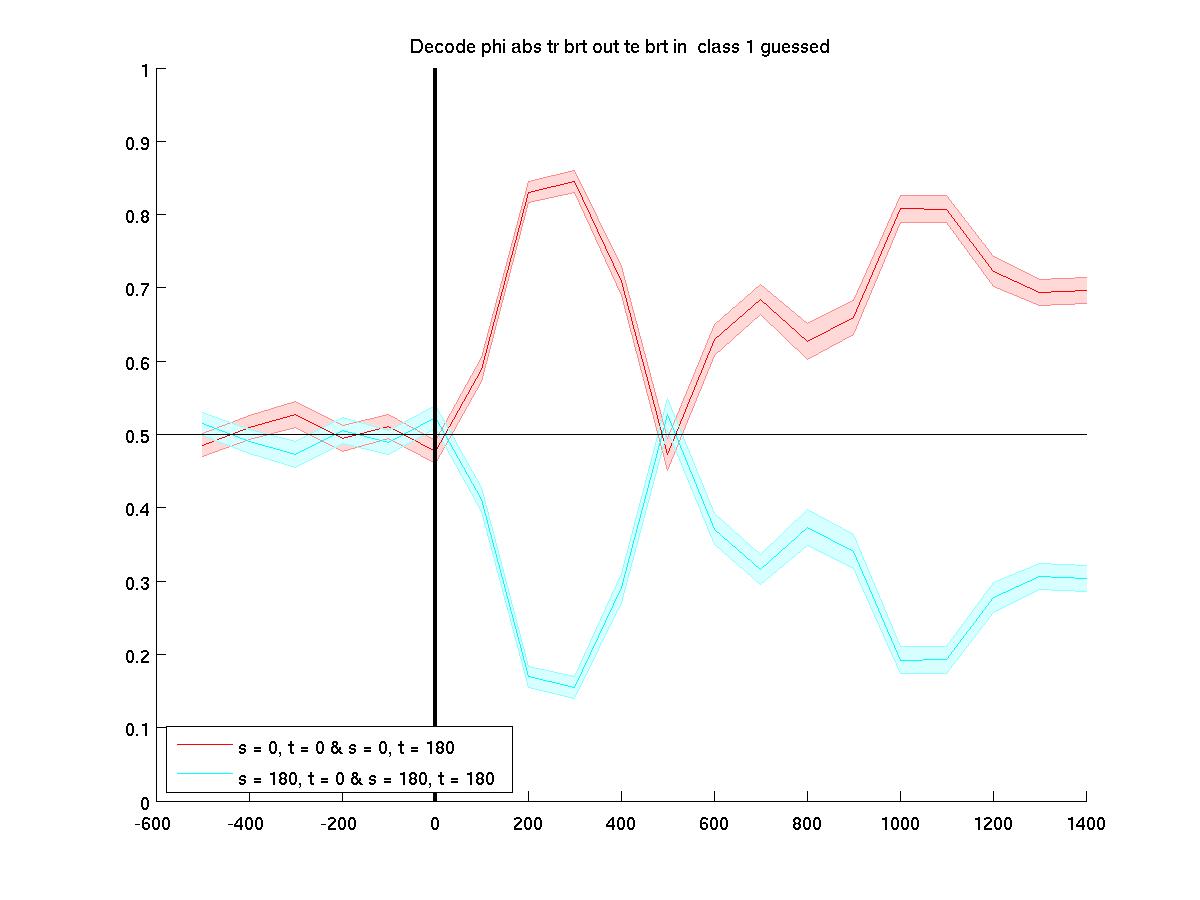 Decode phi abs tr brt out te brt in  class 1 guessed
1
0.9
0.8
0.7
0.6
0.5
0.4
0.3
0.2
0.1
0
s = 0, t = 0 & s = 0, t = 180
s = 180, t = 0 & s = 180, t = 180
-600 -400 -200 0 200 400 600 800 1000 1200 1400